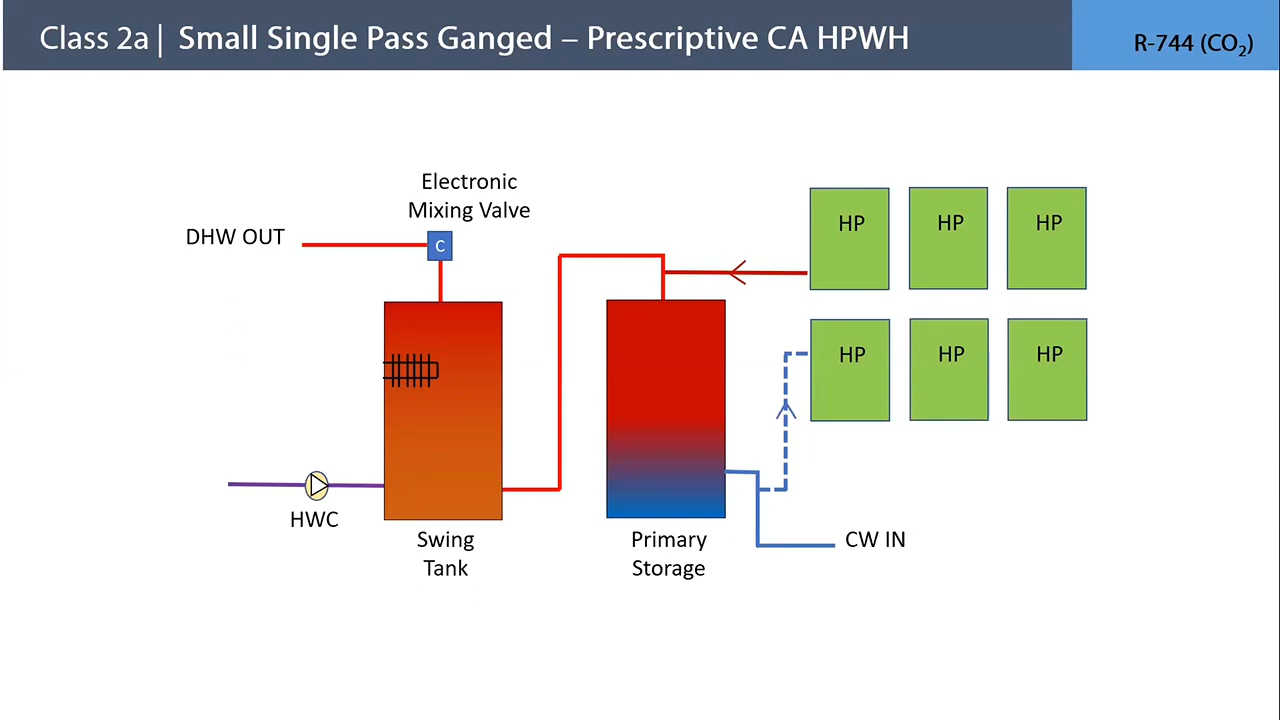 Class 2a| Small Single Pass Ganged – Prescriptive CA HPWH
R-744 (CO₂)
Electronic
Mixing Valve
DHW OUT
C
HP HP HP
HP HP HP
HWC
Swing
Tank
Primary
Storage
CW IN